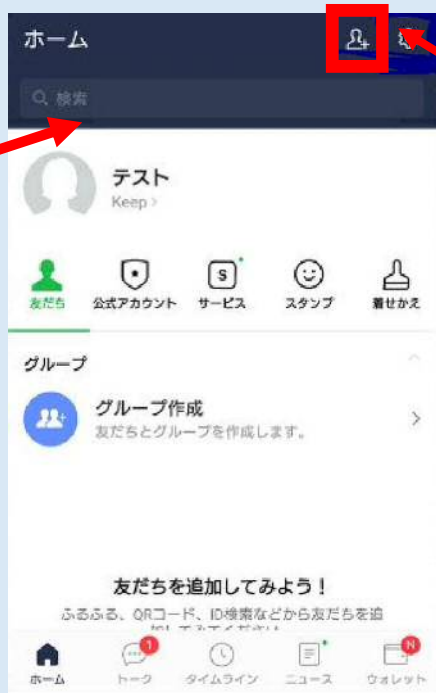 ホーム
検索
テスト
Keep
友だち
公式アカウント
S
サービス
スタンプ
着せかえ
グループ
グループ作成
友だちとグループを作成します。
友だちを追加してみよう！
ふるふる、QRコード、ID検索などから友だちを追
1
N
ホーム
トーク
タイムライン
ニュース
ウォレット